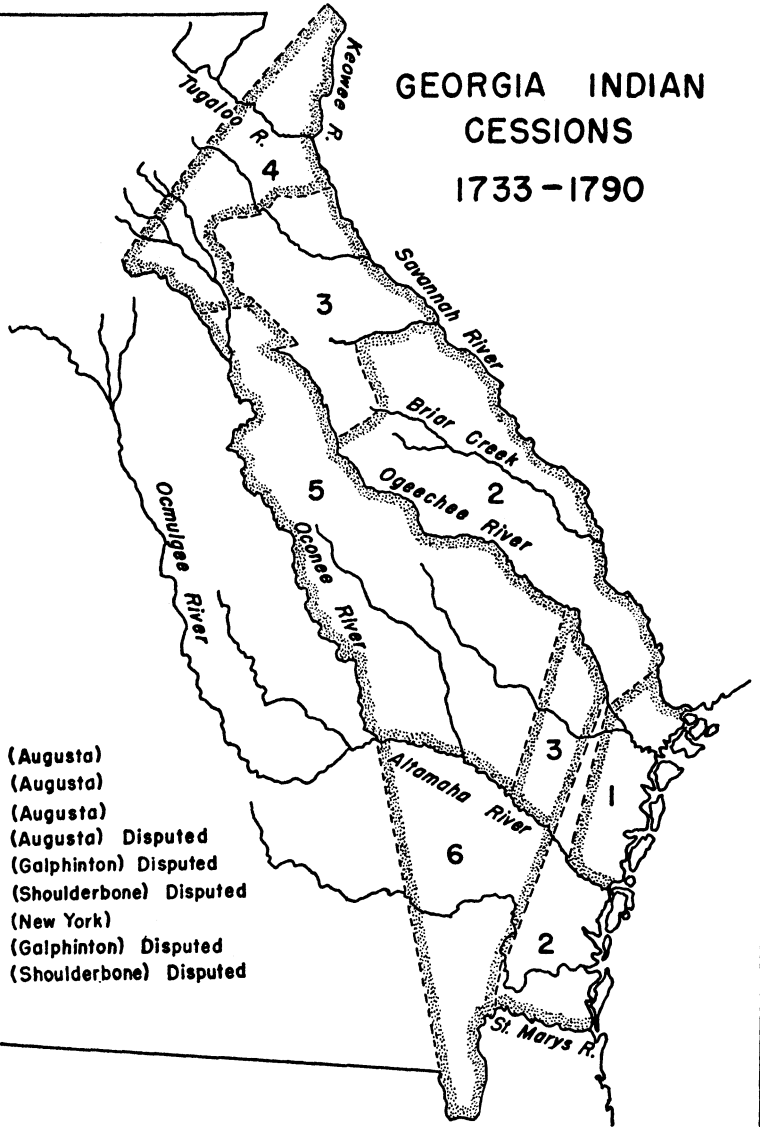 GEORGIA INDIAN
CESSIONS
1733-1790
Keowee R.
Tugaloo R.
4
Savannah River
3
Briar Creek
2
Ogeechee River
5
Ocmulgee River
Oconee River
3
1
Altamaha River
6
2
St. Marys R.
(Augusta)
(Augusta)
(Augusta)
(Augusta) Disputed
(Galphinton) Disputed
(Shoulderbone) Disputed
(New York)
(Galphinton) Disputed
(Shoulderbone) Disputed